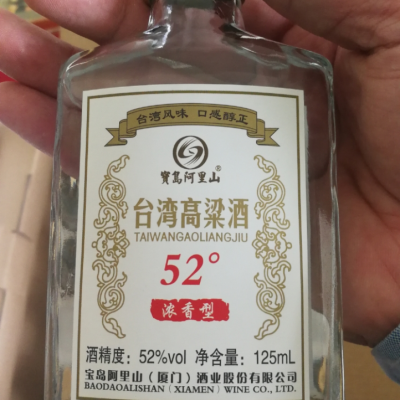 台湾风味 口感醇正
寶島阿里山®
台湾高粱酒
TAIWANGAOLIANGJIU
52°
浓香型
酒精度：52%vol 净含量：125mL
宝岛阿里山（厦门）酒业股份有限公司
BAODAOALISHAN（XIAMEN）WINE CO., LTD.